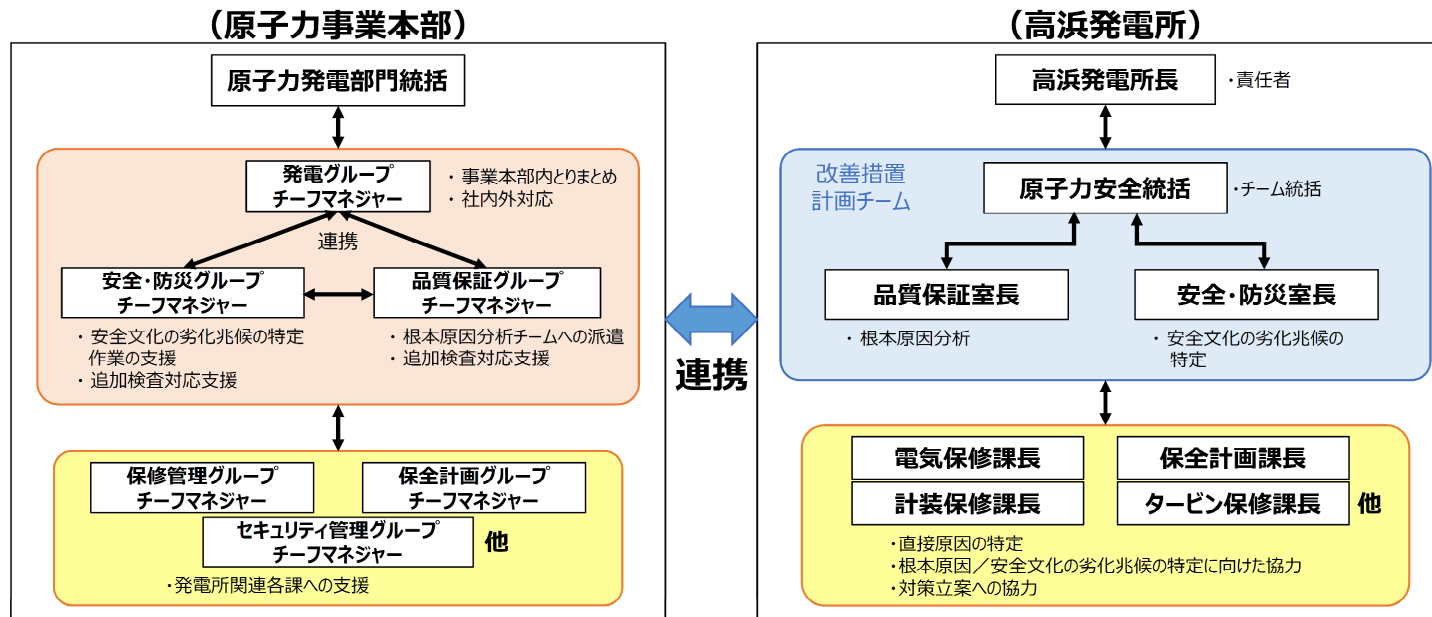 （原子力事業本部）
原子力発電部門統括
発電グループ
チーフマネジャー
・ 事業本部内とりまとめ
・ 社内外対応
連携
安全・防災グループ
チーフマネジャー
品質保証グループ
チーフマネジャー
・ 安全文化の劣化兆候の特定
作業の支援
・ 追加検査対応支援
・ 根本原因分析チームへの派遣
・ 追加検査対応支援
保修管理グループ
チーフマネジャー
保全計画グループ
チーフマネジャー
セキュリティ管理グループ
チーフマネジャー
他
・発電所関連各課への支援
連携
（高浜発電所）
高浜発電所長
・責任者
改善措置
計画チーム
原子力安全統括
・チーム統括
品質保証室長
安全・防災室長
・ 根本原因分析
・ 安全文化の劣化兆候の
特定
電気保修課長
保全計画課長
計装保修課長
タービン保修課長
他
・直接原因の特定
・根本原因／安全文化の劣化兆候の特定に向けた協力
・対策立案への協力